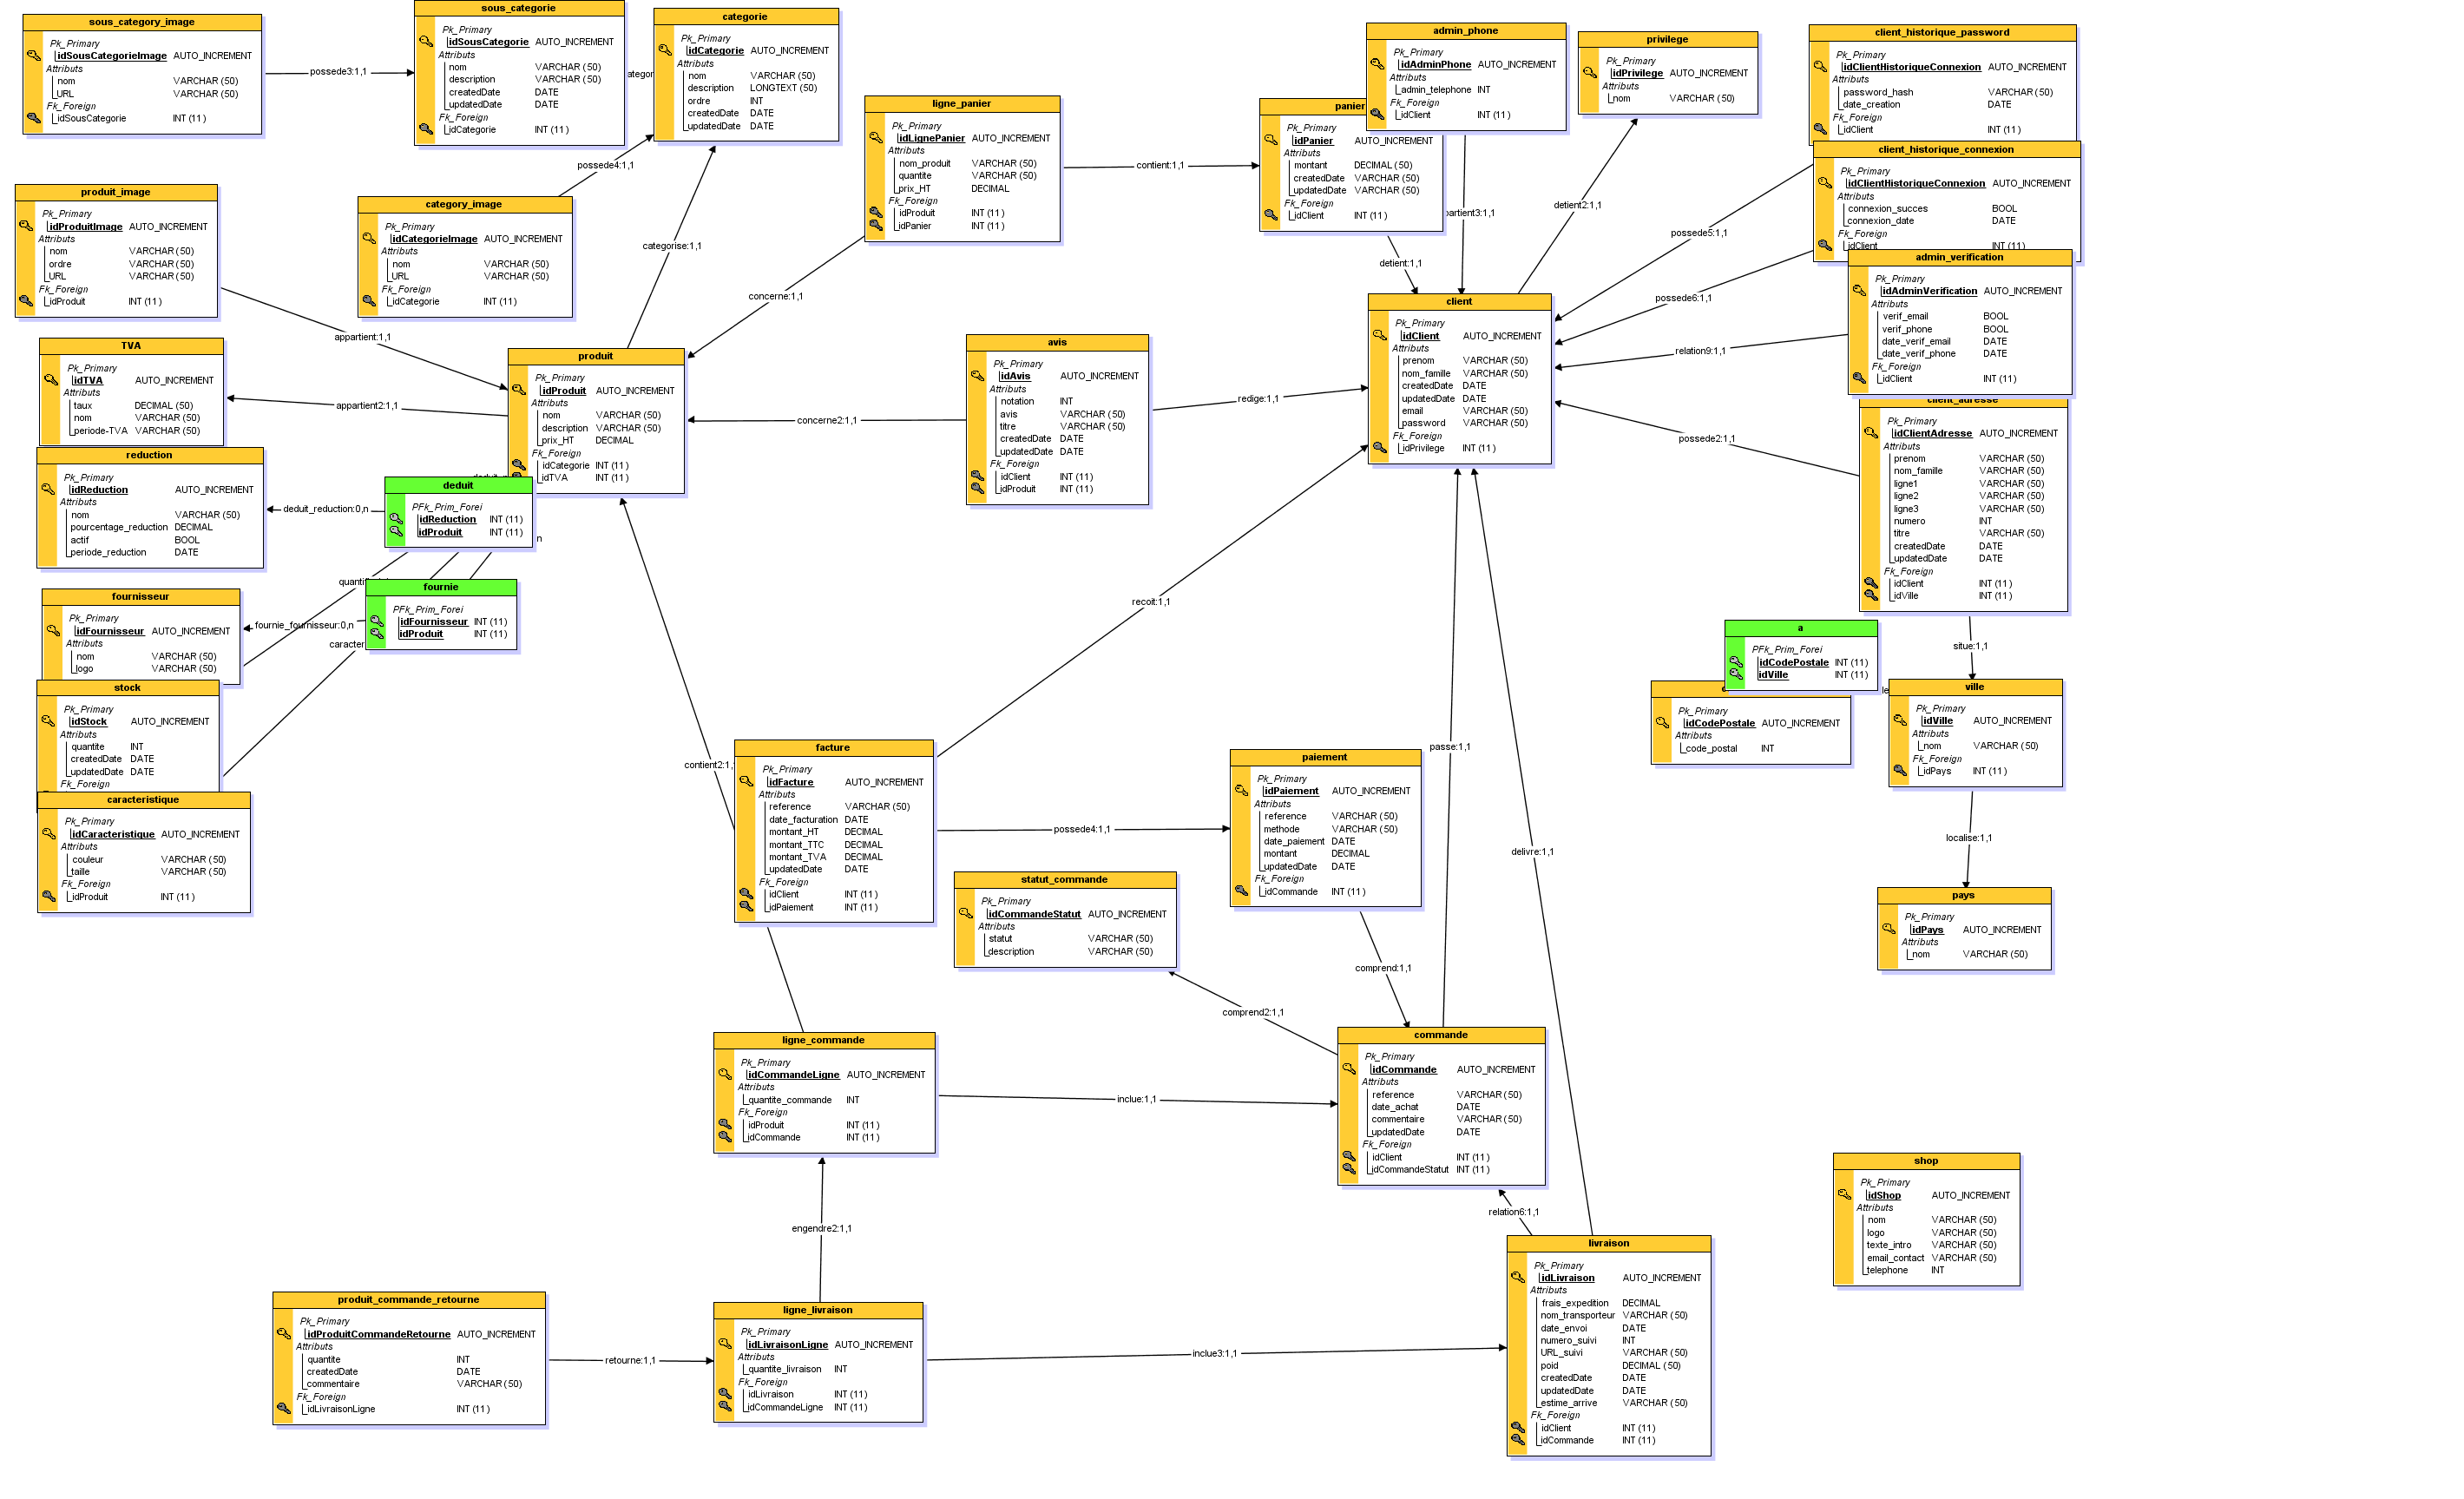 sous_category_image
Pk_Primary
idSousCategorieImage AUTO_INCREMENT
Attributs
nom VARCHAR (50)
URL VARCHAR (50)
Fk_Foreign
idSousCategorie INT (11)
possede3:1,1
sous_categorie
Pk_Primary
idSousCategorie AUTO_INCREMENT
Attributs
nom VARCHAR (50)
description VARCHAR (50)
createdDate DATE
updatedDate DATE
Fk_Foreign
idCategorie INT (11)
categorie
Pk_Primary
idCategorie AUTO_INCREMENT
Attributs
nom VARCHAR (50)
description LONGTEXT (50)
ordre INT
createdDate DATE
updatedDate DATE
possede4:1,1
categorise:1,1
ligne_panier
Pk_Primary
idLignePanier AUTO_INCREMENT
Attributs
nom_produit VARCHAR (50)
quantite VARCHAR (50)
prix_HT DECIMAL
Fk_Foreign
idProduit INT (11)
idPanier INT (11)
contient:1,1
concerne:1,1
panier
Pk_Primary
idPanier AUTO_INCREMENT
Attributs
montant DECIMAL (50)
createdDate VARCHAR (50)
updatedDate VARCHAR (50)
Fk_Foreign
idClient INT (11)
detient:1,1
admin_phone
Pk_Primary
idAdminPhone AUTO_INCREMENT
Attributs
admin_telephone INT
Fk_Foreign
idClient INT (11)
partient3:1,1
privilege
Pk_Primary
idPrivilege AUTO_INCREMENT
Attributs
nom VARCHAR (50)
detient2:1,1
client_historique_password
Pk_Primary
idClientHistoriqueConnexion AUTO_INCREMENT
Attributs
password_hash VARCHAR (50)
date_creation DATE
Fk_Foreign
idClient INT (11)
possede5:1,1
client_historique_connexion
Pk_Primary
idClientHistoriqueConnexion AUTO_INCREMENT
Attributs
connexion_succes BOOL
connexion_date DATE
Fk_Foreign
idClient INT (11)
possede6:1,1
admin_verification
Pk_Primary
idAdminVerification AUTO_INCREMENT
Attributs
verif_email BOOL
verif_phone BOOL
date_verif_email DATE
date_verif_phone DATE
Fk_Foreign
idClient INT (11)
relation9:1,1
client_adresse
Pk_Primary
idClientAdresse AUTO_INCREMENT
Attributs
prenom VARCHAR (50)
nom_famille VARCHAR (50)
ligne1 VARCHAR (50)
ligne2 VARCHAR (50)
ligne3 VARCHAR (50)
numero INT
titre VARCHAR (50)
createdDate DATE
updatedDate DATE
Fk_Foreign
idClient INT (11)
idVille INT (11)
possede2:1,1
situe:1,1
produit_image
Pk_Primary
idProduitImage AUTO_INCREMENT
Attributs
nom VARCHAR (50)
ordre VARCHAR (50)
URL VARCHAR (50)
Fk_Foreign
idProduit INT (11)
appartient:1,1
category_image
Pk_Primary
idCategorieImage AUTO_INCREMENT
Attributs
nom VARCHAR (50)
URL VARCHAR (50)
Fk_Foreign
idCategorie INT (11)
TVA
Pk_Primary
idTVA AUTO_INCREMENT
Attributs
taux DECIMAL (50)
nom VARCHAR (50)
periode-TVA VARCHAR (50)
appartient2:1,1
produit
Pk_Primary
idProduit AUTO_INCREMENT
Attributs
nom VARCHAR (50)
description VARCHAR (50)
prix_HT DECIMAL
Fk_Foreign
idCategorie INT (11)
idTVA INT (11)
concerne2:1,1
avis
Pk_Primary
idAvis AUTO_INCREMENT
Attributs
notation INT
avis VARCHAR (50)
titre VARCHAR (50)
createdDate DATE
updatedDate DATE
Fk_Foreign
idClient INT (11)
idProduit INT (11)
redige:1,1
client
Pk_Primary
idClient AUTO_INCREMENT
Attributs
prenom VARCHAR (50)
nom_famille VARCHAR (50)
createdDate DATE
updatedDate DATE
email VARCHAR (50)
password VARCHAR (50)
Fk_Foreign
idPrivilege INT (11)
reduction
Pk_Primary
idReduction AUTO_INCREMENT
Attributs
nom VARCHAR (50)
pourcentage_reduction DECIMAL
actif BOOL
periode_reduction DATE
deduit_reduction:0,n
deduit
PFk_Prim_Forei
idReduction INT (11)
idProduit INT (11)
n
fournisseur
Pk_Primary
idFournisseur AUTO_INCREMENT
Attributs
nom VARCHAR (50)
logo VARCHAR (50)
fournie_fournisseur:0,n
fournie
PFk_Prim_Forei
idFournisseur INT (11)
idProduit INT (11)
caracter
stock
Pk_Primary
idStock AUTO_INCREMENT
Attributs
quantite INT
createdDate DATE
updatedDate DATE
Fk_Foreign
caracteristique
Pk_Primary
idCaracteristique AUTO_INCREMENT
Attributs
couleur VARCHAR (50)
taille VARCHAR (50)
Fk_Foreign
idProduit INT (11)
recoit:1,1
contient2:1,
facture
Pk_Primary
idFacture AUTO_INCREMENT
Attributs
reference VARCHAR (50)
date_facturation DATE
montant_HT DECIMAL
montant_TTC DECIMAL
montant_TVA DECIMAL
updatedDate DATE
Fk_Foreign
idClient INT (11)
idPaiement INT (11)
possede4:1,1
paiement
Pk_Primary
idPaiement AUTO_INCREMENT
Attributs
reference VARCHAR (50)
methode VARCHAR (50)
date_paiement DATE
montant DECIMAL
updatedDate DATE
Fk_Foreign
idCommande INT (11)
comprend:1,1
passe:1,1
delivre:1,1
a
PFk_Prim_Forei
idCodePostale INT (11)
idVille INT (11)
Pk_Primary
idCodePostale AUTO_INCREMENT
Attributs
code_postal INT
ville
Pk_Primary
idVille AUTO_INCREMENT
Attributs
nom VARCHAR (50)
Fk_Foreign
idPays INT (11)
localise:1,1
pays
Pk_Primary
idPays AUTO_INCREMENT
Attributs
nom VARCHAR (50)
statut_commande
Pk_Primary
idCommandeStatut AUTO_INCREMENT
Attributs
statut VARCHAR (50)
description VARCHAR (50)
comprend2:1,1
ligne_commande
Pk_Primary
idCommandeLigne AUTO_INCREMENT
Attributs
quantite_commande INT
Fk_Foreign
idProduit INT (11)
idCommande INT (11)
inclue:1,1
commande
Pk_Primary
idCommande AUTO_INCREMENT
Attributs
reference VARCHAR (50)
date_achat DATE
commentaire VARCHAR (50)
updatedDate DATE
Fk_Foreign
idClient INT (11)
idCommandeStatut INT (11)
relation6:1,1
engendre2:1,1
shop
Pk_Primary
idShop AUTO_INCREMENT
Attributs
nom VARCHAR (50)
logo VARCHAR (50)
texte_intro VARCHAR (50)
email_contact VARCHAR (50)
telephone INT
produit_commande_retourne
Pk_Primary
idProduitCommandeRetourne AUTO_INCREMENT
Attributs
quantite INT
createdDate DATE
commentaire VARCHAR (50)
Fk_Foreign
idLivraisonLigne INT (11)
retourne:1,1
ligne_livraison
Pk_Primary
idLivraisonLigne AUTO_INCREMENT
Attributs
quantite_livraison INT
Fk_Foreign
idLivraison INT (11)
idCommandeLigne INT (11)
inclue3:1,1
livraison
Pk_Primary
idLivraison AUTO_INCREMENT
Attributs
frais_expedition DECIMAL
nom_transporteur VARCHAR (50)
date_envoi DATE
numero_suivi INT
URL_suivi VARCHAR (50)
poid DECIMAL (50)
createdDate DATE
updatedDate DATE
estime_arrive VARCHAR (50)
Fk_Foreign
idClient INT (11)
idCommande INT (11)